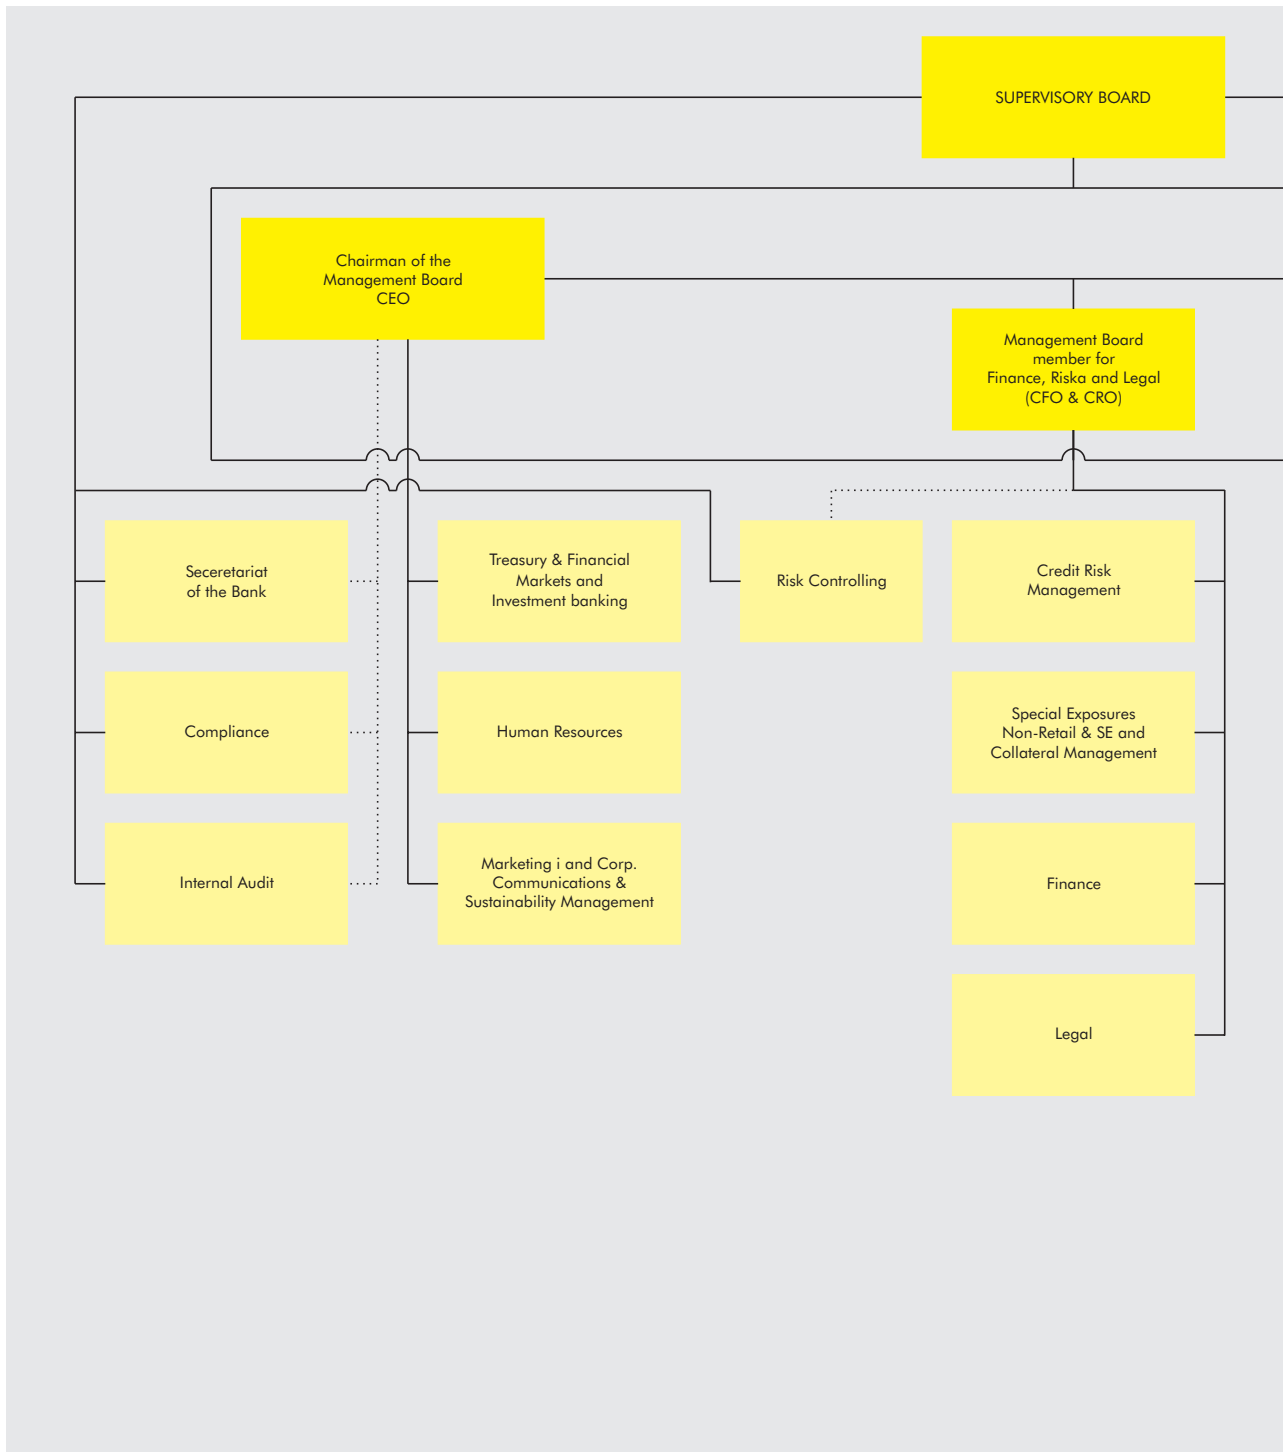 SUPERVISORY BOARD
Chairman of the
Management Board
CEO
Management Board
member for
Finance, Riska and Legal
(CFO & CRO)
Seceretariat
of the Bank
Treasury & Financial
Markets and
Investment banking
Risk Controlling
Credit Risk
Management
Compliance
Human Resources
Special Exposures
Non-Retail & SE and
Collateral Management
Internal Audit
Marketing i and Corp.
Communications &
Sustainability Management
Finance
Legal